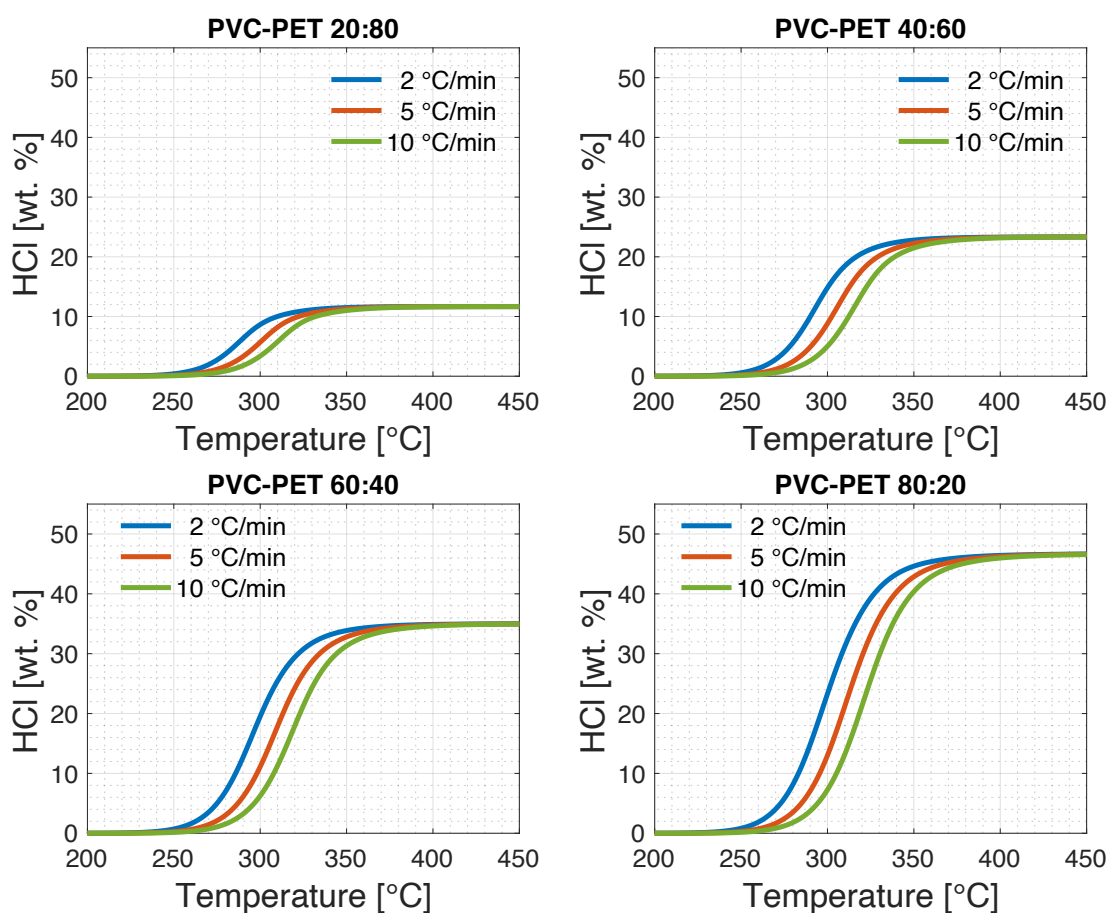 PVC-PET 20:80
HCl [wt. %]
50
40
30
20
10
0
2 °C/min
5 °C/min
10 °C/min
200 250 300 350 400 450
Temperature [°C]
PVC-PET 40:60
HCl [wt. %]
50
40
30
20
10
0
2 °C/min
5 °C/min
10 °C/min
200 250 300 350 400 450
Temperature [°C]
PVC-PET 60:40
HCl [wt. %]
50
40
30
20
10
0
2 °C/min
5 °C/min
10 °C/min
200 250 300 350 400 450
Temperature [°C]
PVC-PET 80:20
HCl [wt. %]
50
40
30
20
10
0
2 °C/min
5 °C/min
10 °C/min
200 250 300 350 400 450
Temperature [°C]